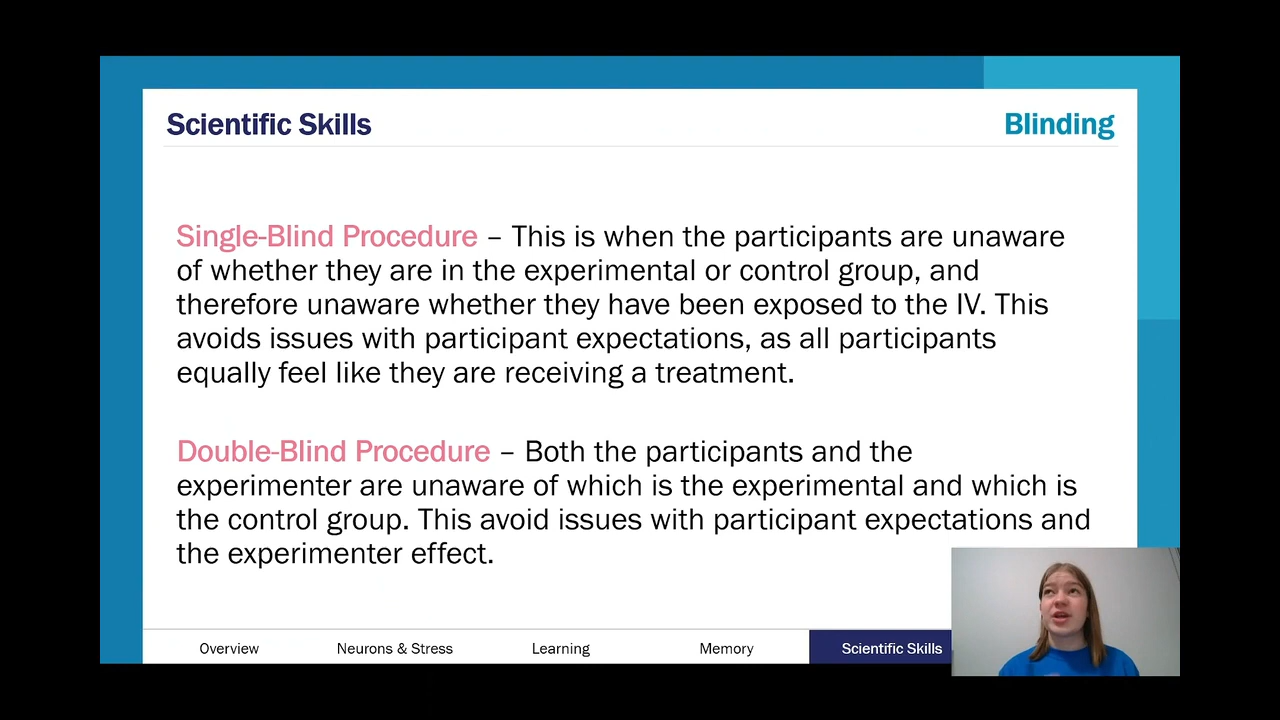 Scientific Skills
Blinding
Single-Blind Procedure – This is when the participants are unaware
of whether they are in the experimental or control group, and
therefore unaware whether they have been exposed to the IV. This
avoids issues with participant expectations, as all participants
equally feel like they are receiving a treatment.
Double-Blind Procedure – Both the participants and the
experimenter are unaware of which is the experimental and which is
the control group. This avoid issues with participant expectations and
the experimenter effect.
Overview
Neurons & Stress
Learning
Memory
Scientific Skills